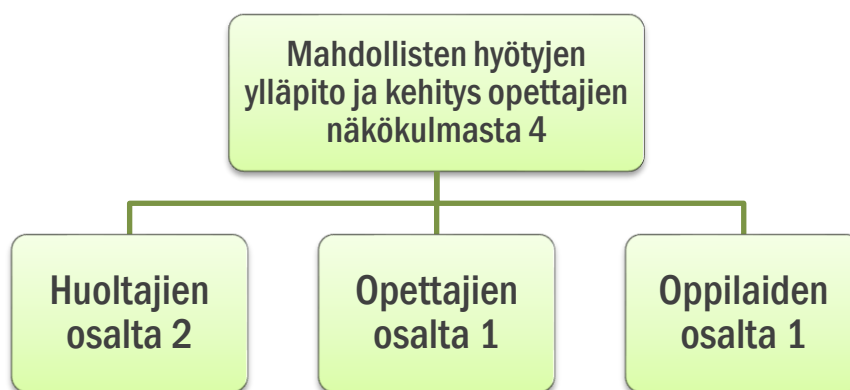 Mahdollisten hyötyjen
ylläpito ja kehitys opettajien
näkökulmasta 4
Huoltajien
osalta 2
Opettajien
osalta 1
Oppilaiden
osalta 1